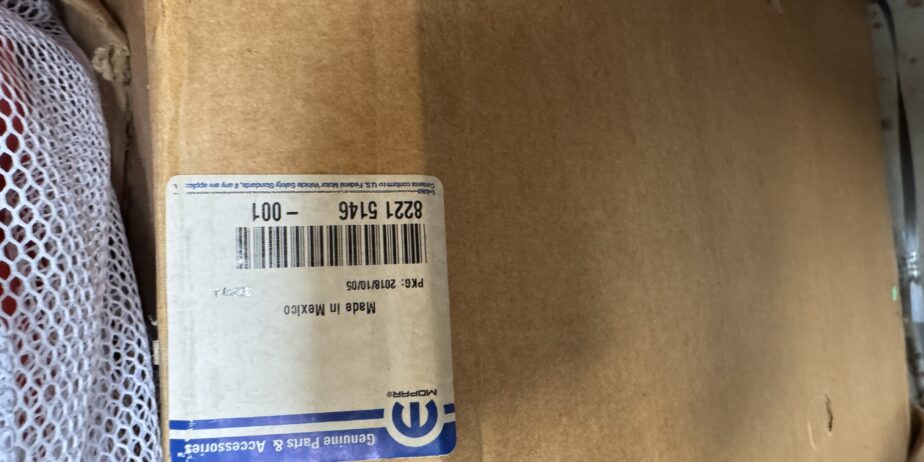 Genuine Parts & Accessories
MOPAR®
Made in Mexico
PKG: 2018/10/05
8221 5146 - 001
Contents conform to U.S. Federal Motor Vehicle Safety Standards, if any are